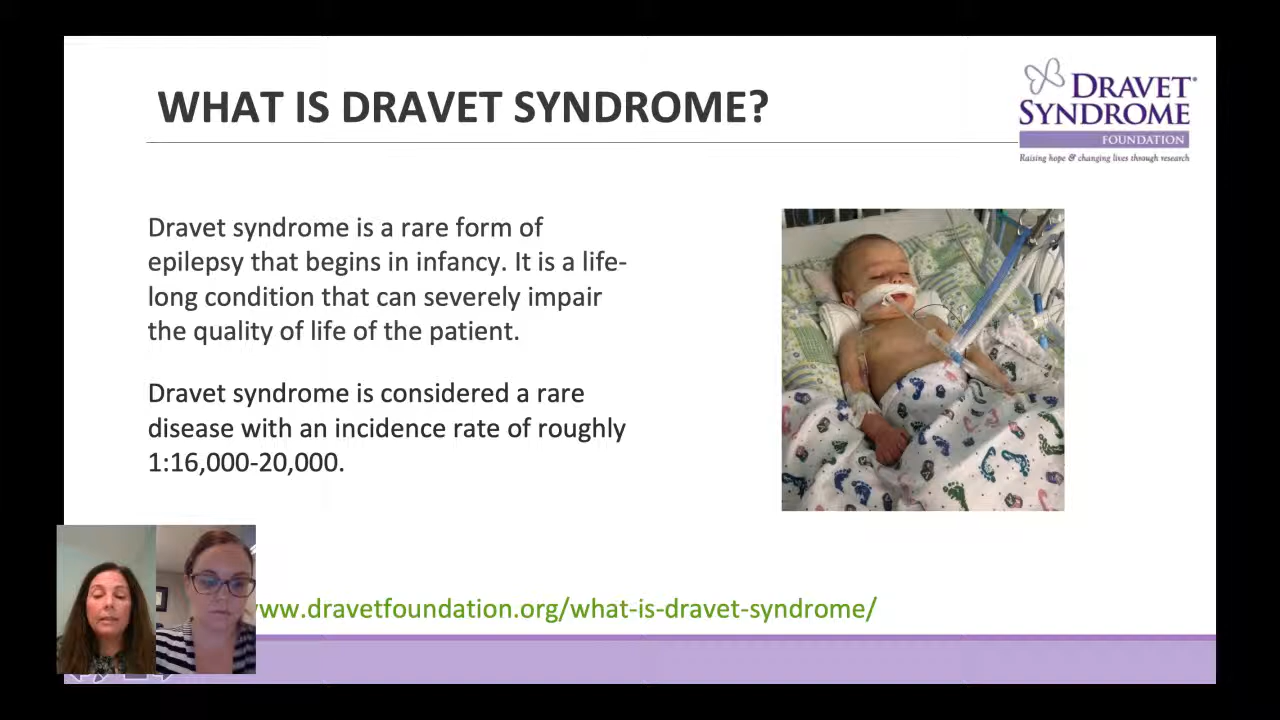 WHAT IS DRAVET SYNDROME?
DRAVET
SYNDROME
FOUNDATION
Raising hope & changing lives through research
Dravet syndrome is a rare form of
epilepsy that begins in infancy. It is a life-
long condition that can severely impair
the quality of life of the patient.
Dravet syndrome is considered a rare
disease with an incidence rate of roughly
1:16,000-20,000.
ww.dravetfoundation.org/what-is-dravet-syndrome/